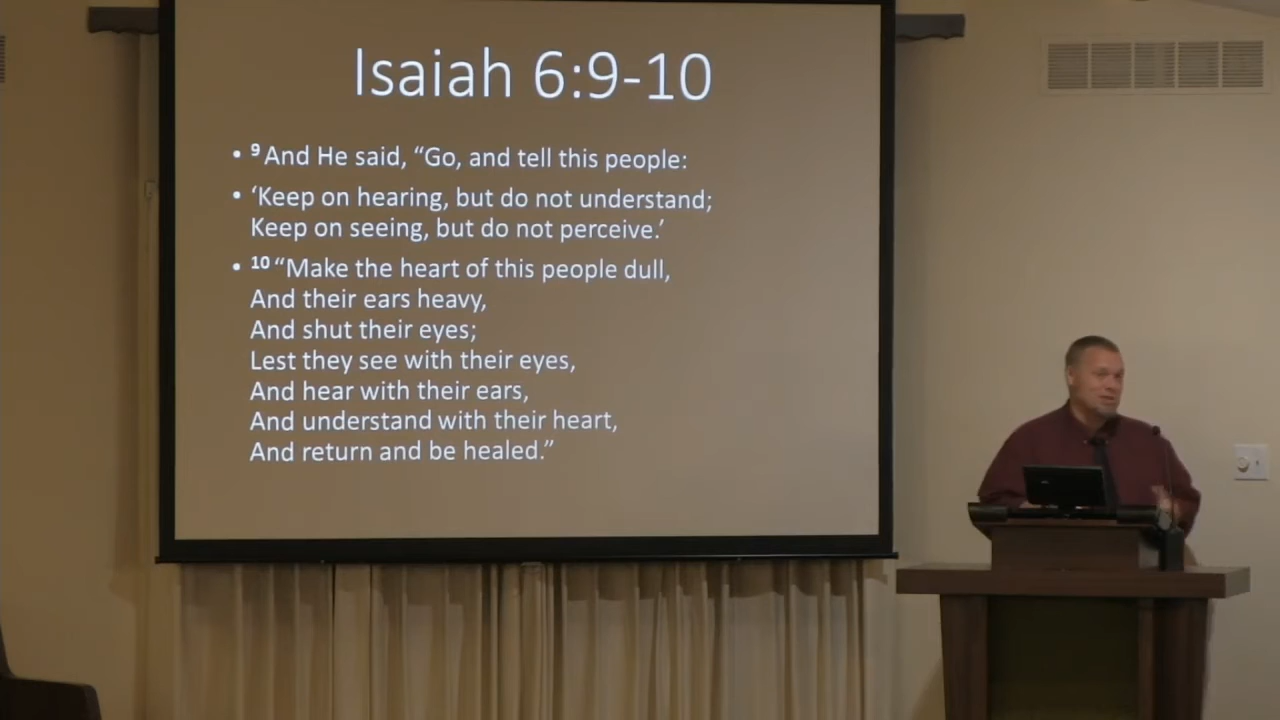 Isaiah 6:9-10
• ⁹ And He said, “Go, and tell this people:
• ‘Keep on hearing, but do not understand;
Keep on seeing, but do not perceive.’
• ¹⁰ “Make the heart of this people dull,
And their ears heavy,
And shut their eyes;
Lest they see with their eyes,
And hear with their ears,
And understand with their heart,
And return and be healed.”